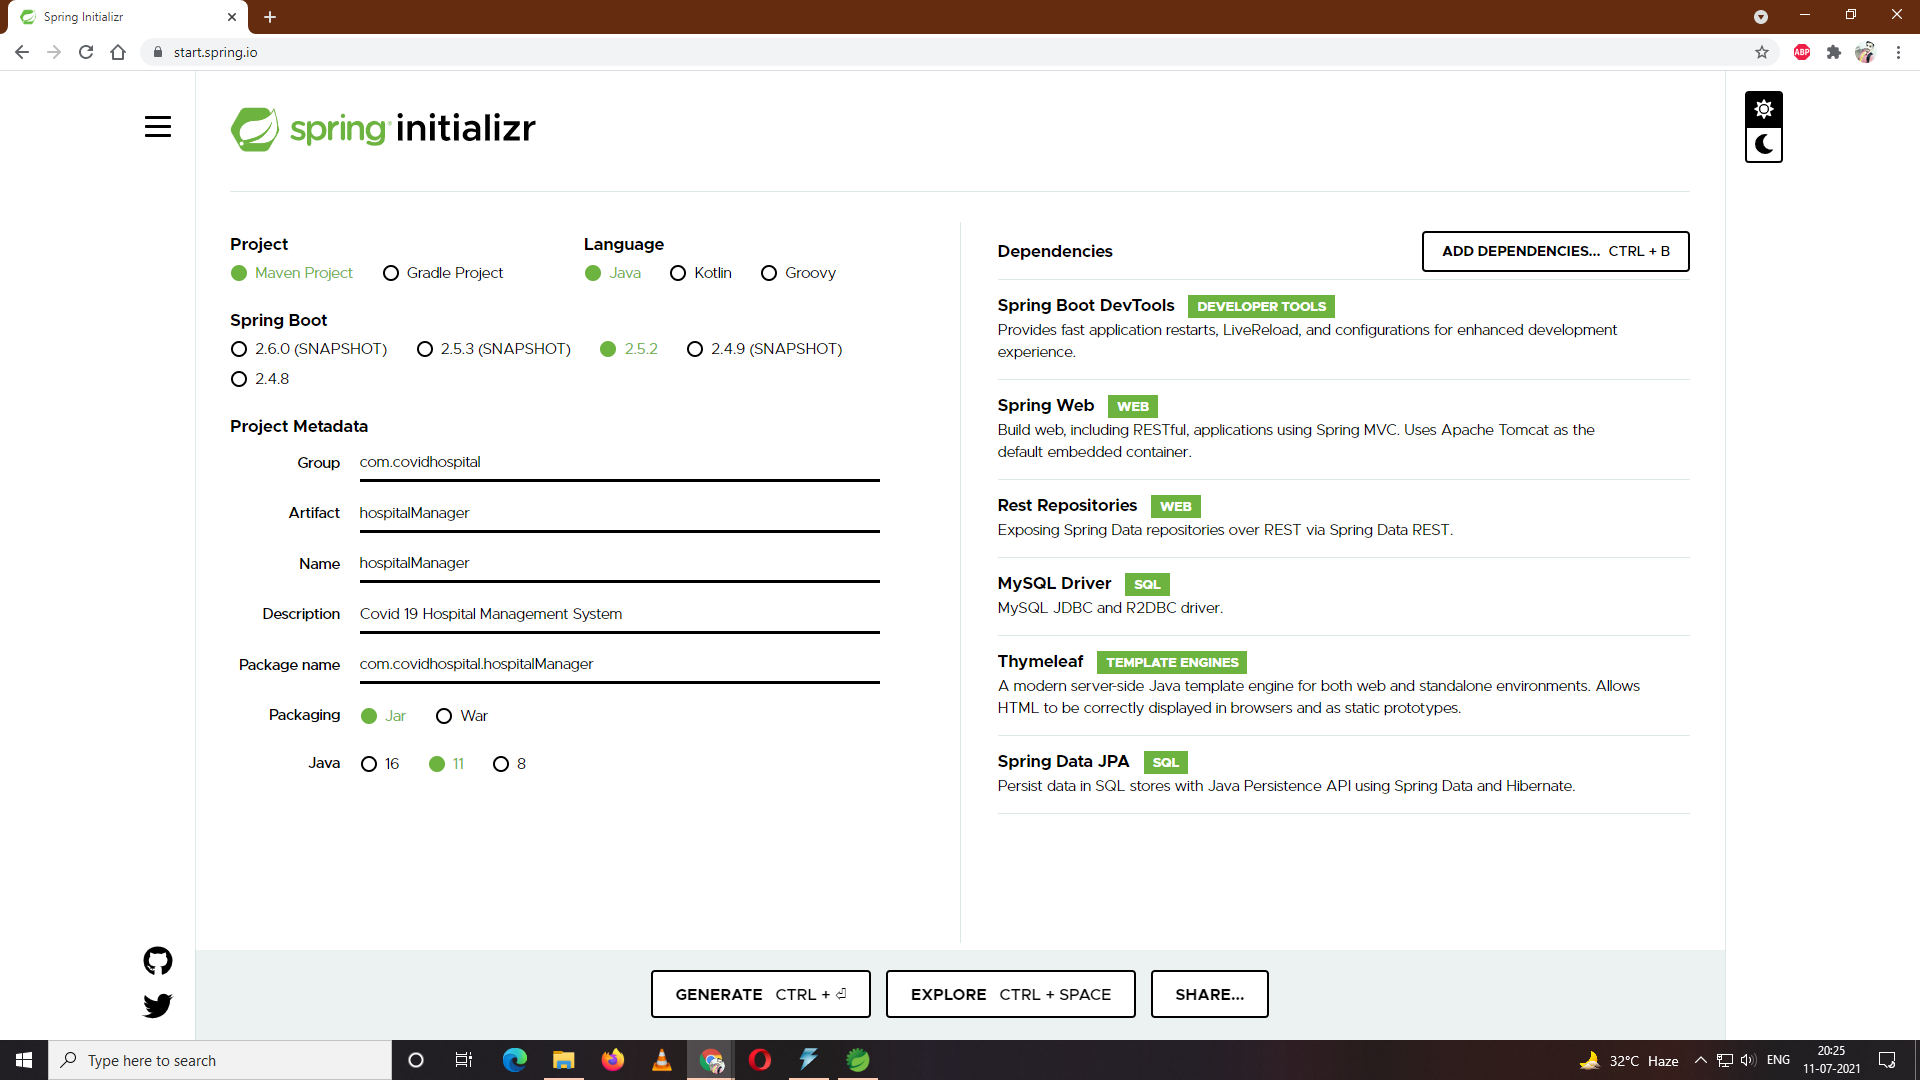 Spring Initializr
start.spring.io
ABP
spring initializr
Project
Maven Project Gradle Project
Language
Java Kotlin Groovy
Spring Boot
2.6.0 (SNAPSHOT) 2.5.3 (SNAPSHOT) 2.5.2 2.4.9 (SNAPSHOT)
2.4.8
Project Metadata
Group com.covidhospital
Artifact hospitalManager
Name hospitalManager
Description Covid 19 Hospital Management System
Package name com.covidhospital.hospitalManager
Packaging Jar War
Java 16 11 8
Dependencies
ADD DEPENDENCIES... CTRL + B
Spring Boot DevTools DEVELOPER TOOLS
Provides fast application restarts, LiveReload, and configurations for enhanced development
experience.
Spring Web WEB
Build web, including RESTful, applications using Spring MVC. Uses Apache Tomcat as the
default embedded container.
Rest Repositories WEB
Exposing Spring Data repositories over REST via Spring Data REST.
MySQL Driver SQL
MySQL JDBC and R2DBC driver.
Thymeleaf TEMPLATE ENGINES
A modern server-side Java template engine for both web and standalone environments. Allows
HTML to be correctly displayed in browsers and as static prototypes.
Spring Data JPA SQL
Persist data in SQL stores with Java Persistence API using Spring Data and Hibernate.
GENERATE CTRL + ⏎
EXPLORE CTRL + SPACE
SHARE...
Type here to search
32°C Haze
ENG
20:25
11-07-2021